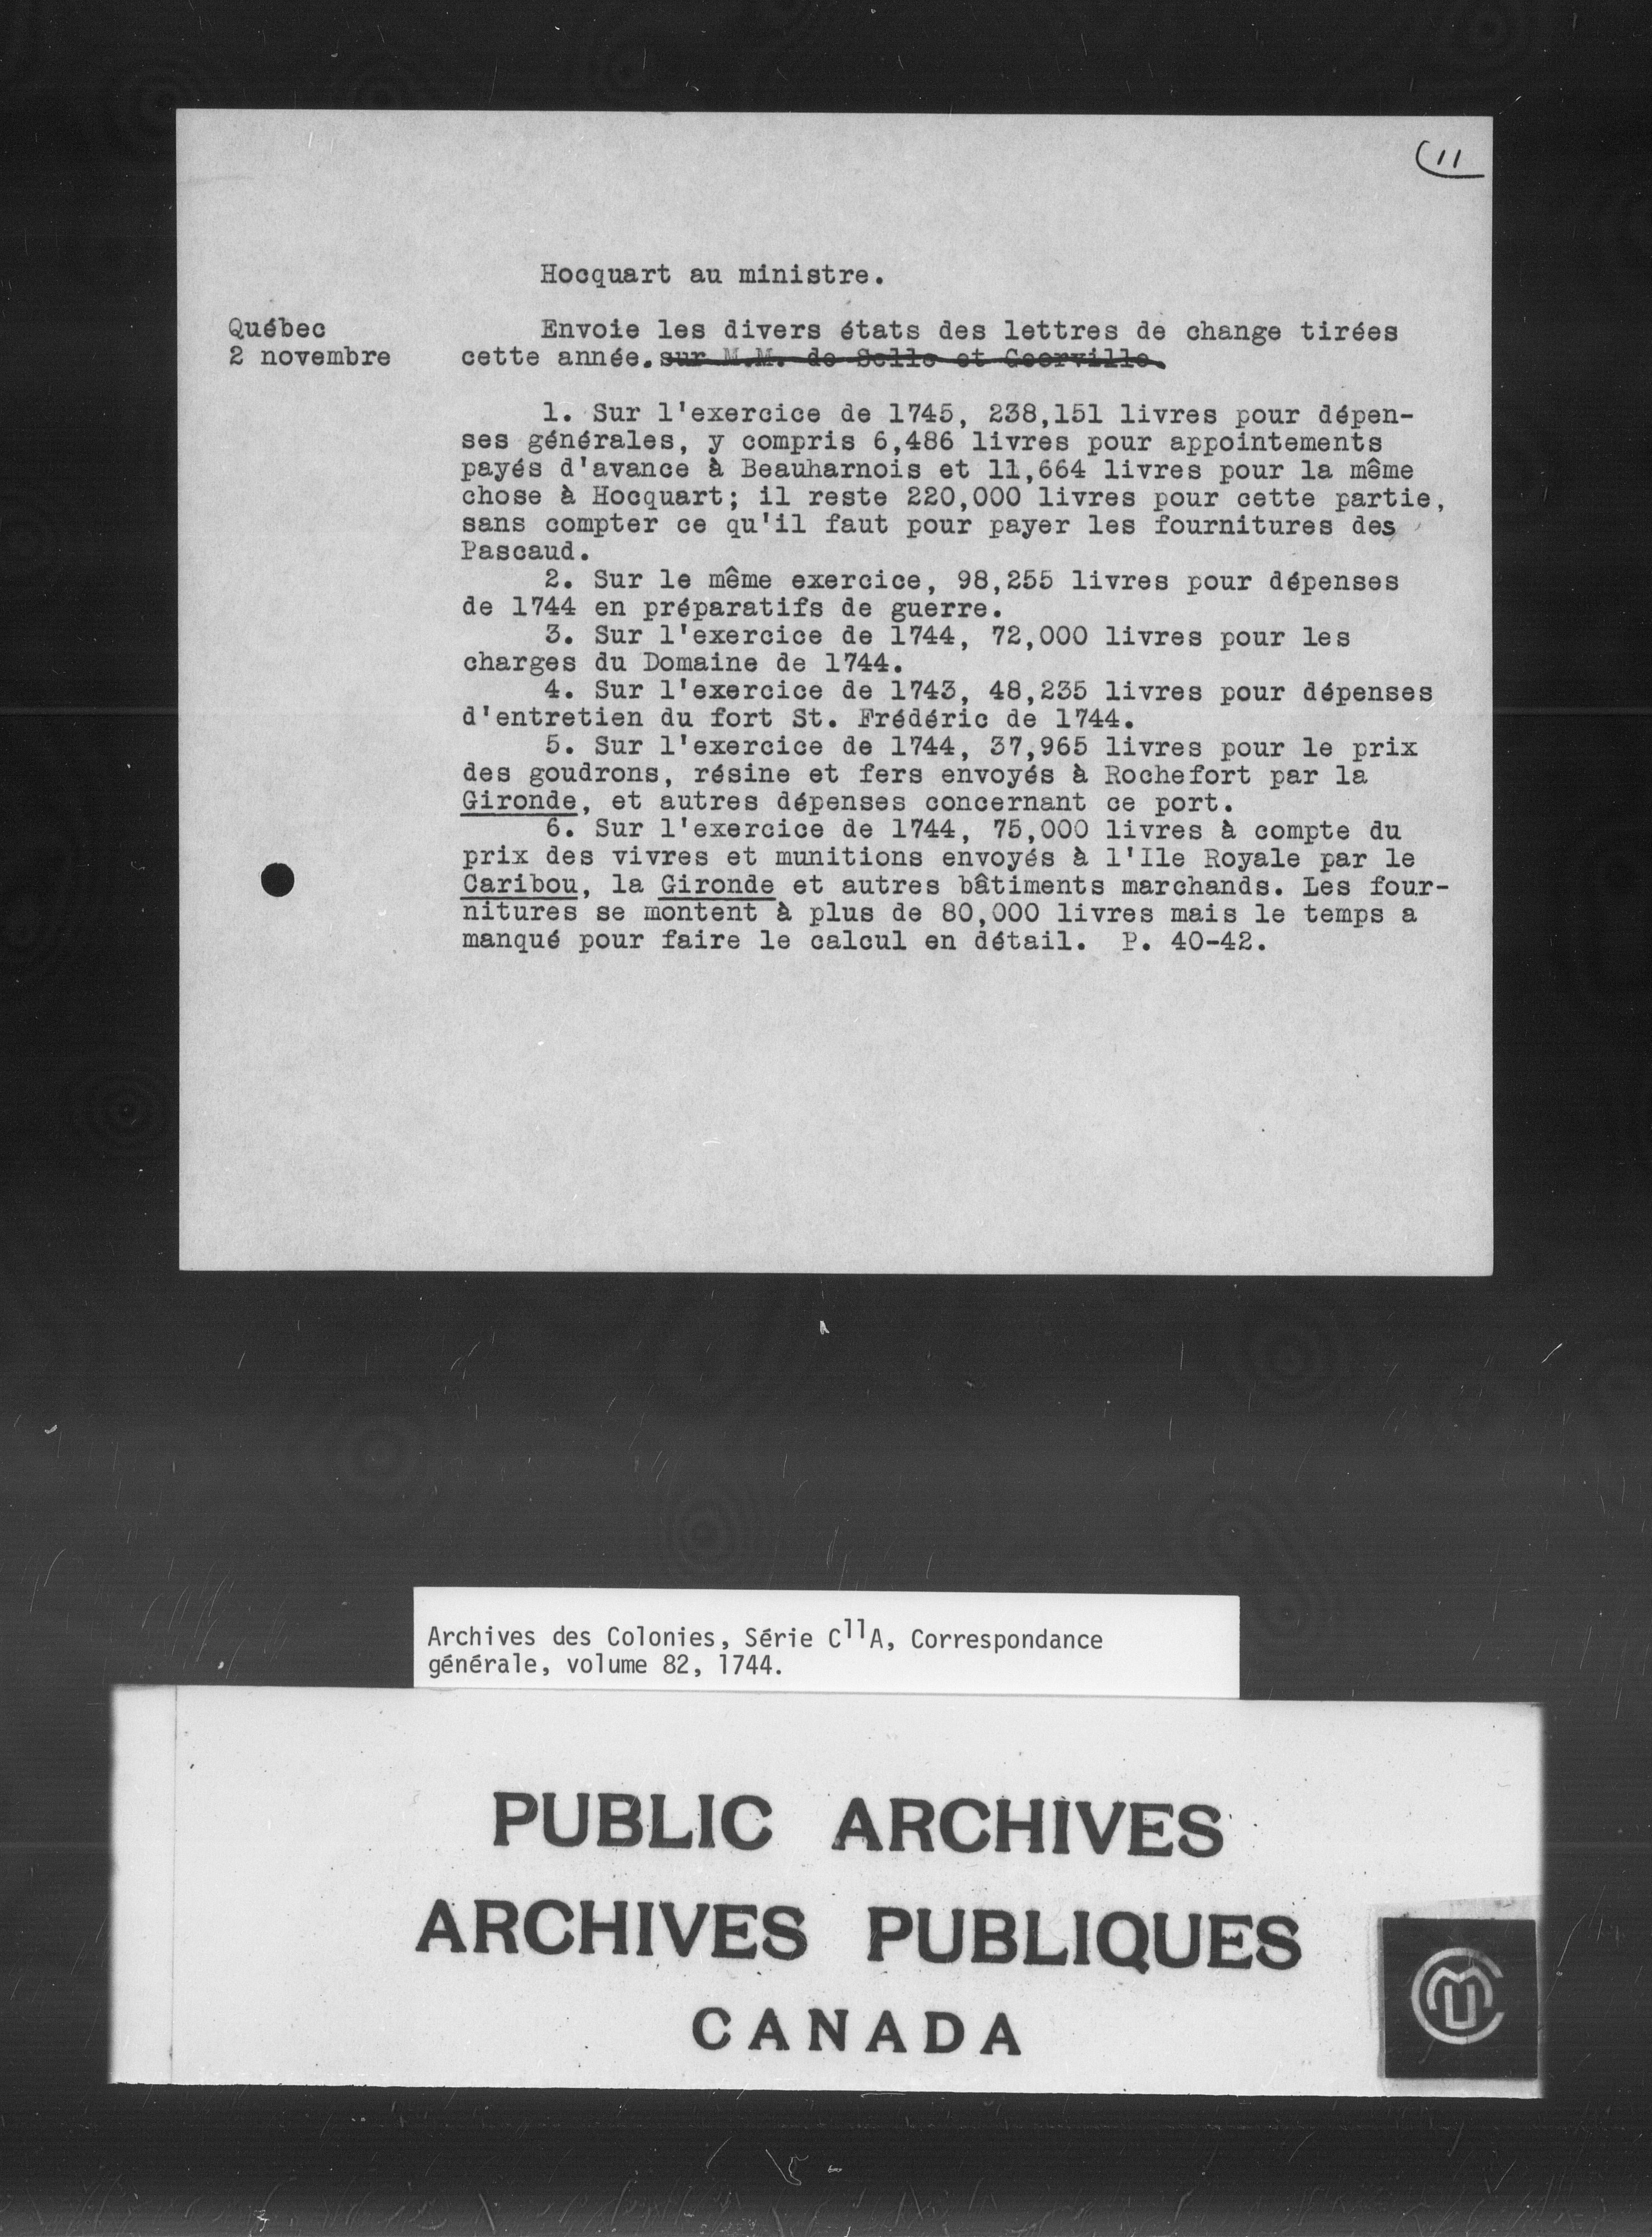 11
Hocquart au ministre.
Québec
2 novembre
Envoie les divers états des lettres de change tirées
cette année. sur M.M. de Selle et Georville.
1. Sur l'exercice de 1745, 238,151 livres pour dépen-
ses générales, y compris 6,486 livres pour appointements
payés d'avance à Beauharnois et 11,664 livres pour la même
chose à Hocquart; il reste 220,000 livres pour cette partie,
sans compter ce qu'il faut pour payer les fournitures des
Pascaud.
2. Sur le même exercice, 98,255 livres pour dépenses
de 1744 en préparatifs de guerre.
3. Sur l'exercice de 1744, 72,000 livres pour les
charges du Domaine de 1744.
4. Sur l'exercice de 1743, 48,235 livres pour dépenses
d'entretien du fort St. Frédéric de 1744.
5. Sur l'exercice de 1744, 37,965 livres pour le prix
des goudrons, résine et fers envoyés à Rochefort par la
Gironde, et autres dépenses concernant ce port.
6. Sur l'exercice de 1744, 75,000 livres à compte du
prix des vivres et munitions envoyés à l'Ile Royale par le
Caribou, la Gironde et autres bâtiments marchands. Les four-
nitures se montent à plus de 80,000 livres mais le temps a
manqué pour faire le calcul en détail. P. 40-42.
Archives des Colonies, Série C11A, Correspondance
générale, volume 82, 1744.
PUBLIC ARCHIVES
ARCHIVES PUBLIQUES
CANADA